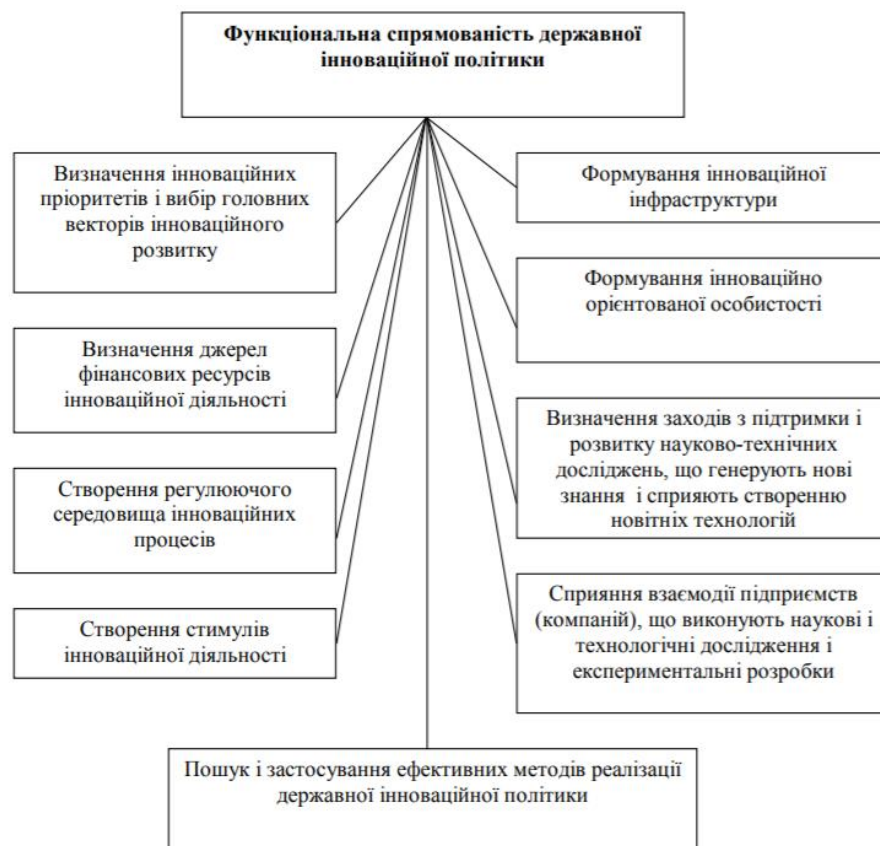 Функціональна спрямованість державної
інноваційної політики
Визначення інноваційних
пріоритетів і вибір головних
векторів інноваційного
розвитку
Визначення джерел
фінансових ресурсів
інноваційної діяльності
Створення регулюючого
середовища інноваційних
процесів
Створення стимулів
інноваційної діяльності
Формування інноваційної
інфраструктури
Формування інноваційно
орієнтованої особистості
Визначення заходів з підтримки і
розвитку науково-технічних
досліджень, що генерують нові
знання і сприяють створенню
новітніх технологій
Сприяння взаємодії підприємств
(компаній), що виконують наукові і
технологічні дослідження і
експериментальні розробки
Пошук і застосування ефективних методів реалізації
державної інноваційної політики